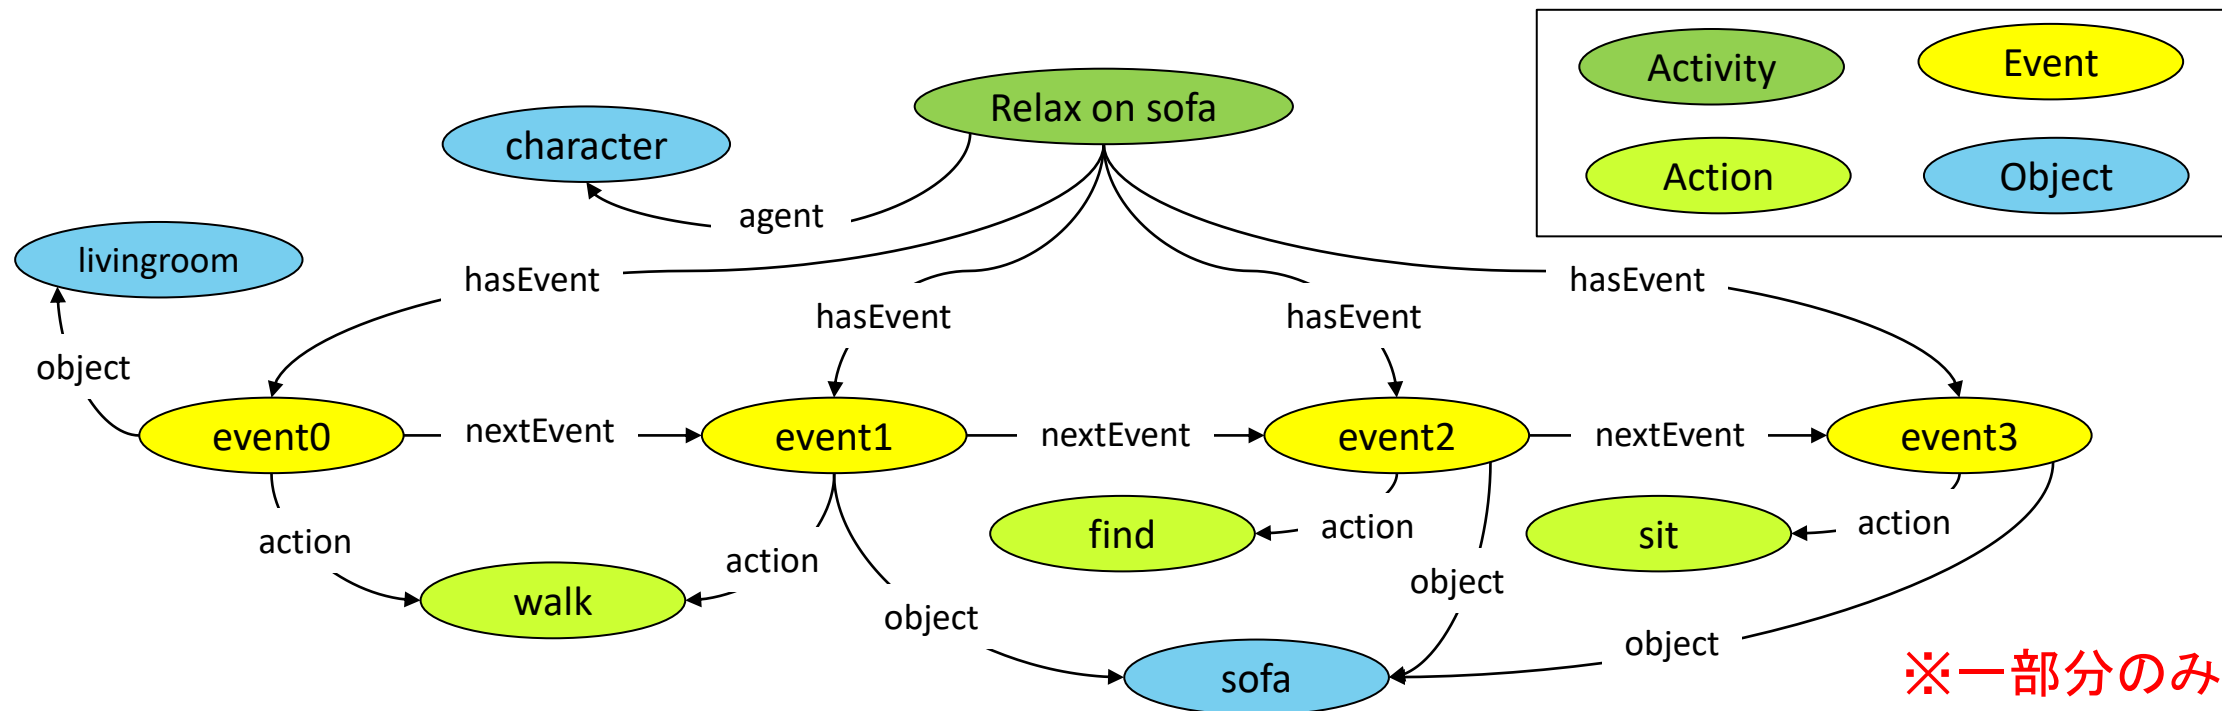 Activity
Event
Relax on sofa
character
Action
Object
agent
livingroom
hasEvent
hasEvent
hasEvent
hasEvent
object
event0
nextEvent
event1
nextEvent
event2
nextEvent
event3
action
find
action
sit
action
action
object
walk
object
object
sofa
※一部分のみ